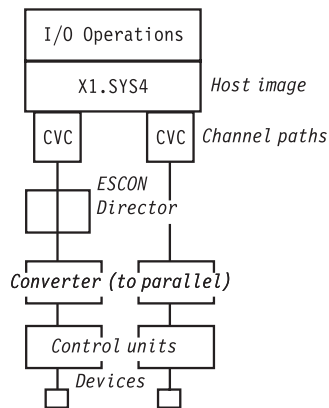 I/O Operations
X1.SYS4
Host image
CVC
CVC
Channel paths
ESCON
Director
Converter (to parallel)
Control units
Devices